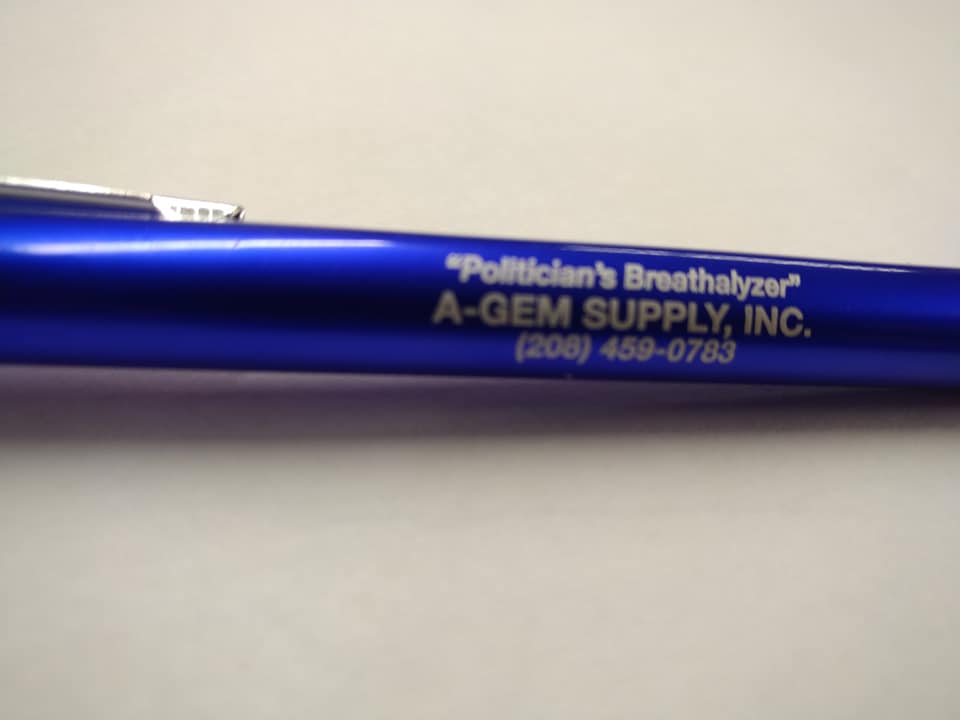 “Politician's Breathalyzer”
A-GEM SUPPLY, INC.
(208) 459-0783